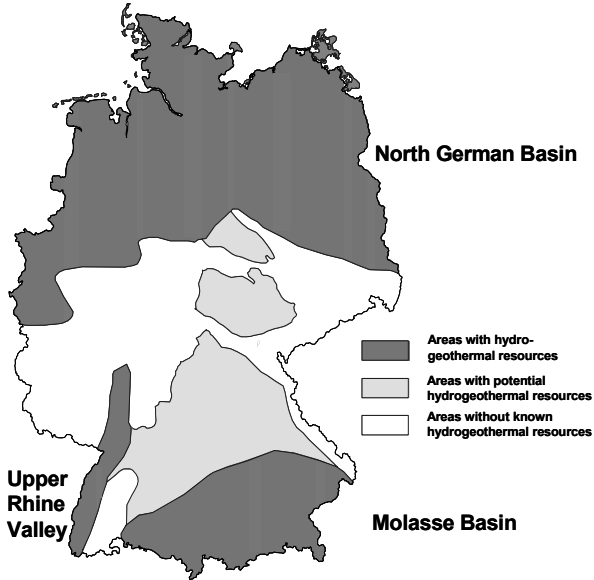 North German Basin
Areas with hydro-
geothermal resources
Areas with potential
hydrogeothermal resources
Areas without known
hydrogeothermal resources
Upper
Rhine
Valley
Molasse Basin